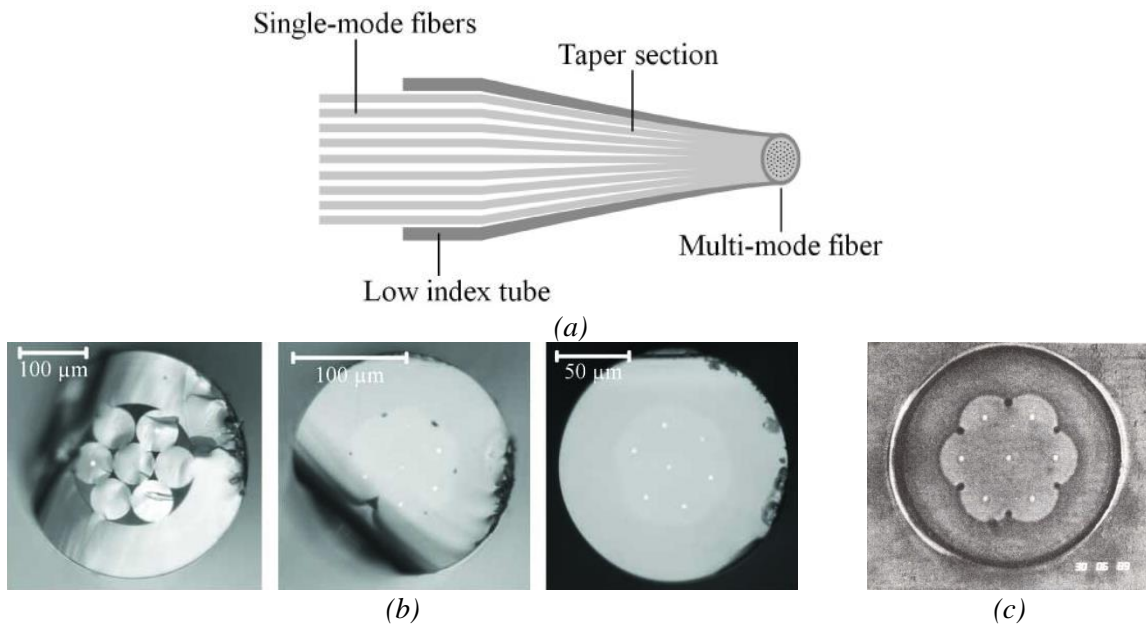 Single-mode fibers
Taper section
Multi-mode fiber
Low index tube
(a)
100 µm
100 µm
50 µm
30 06 89
(b)
(c)